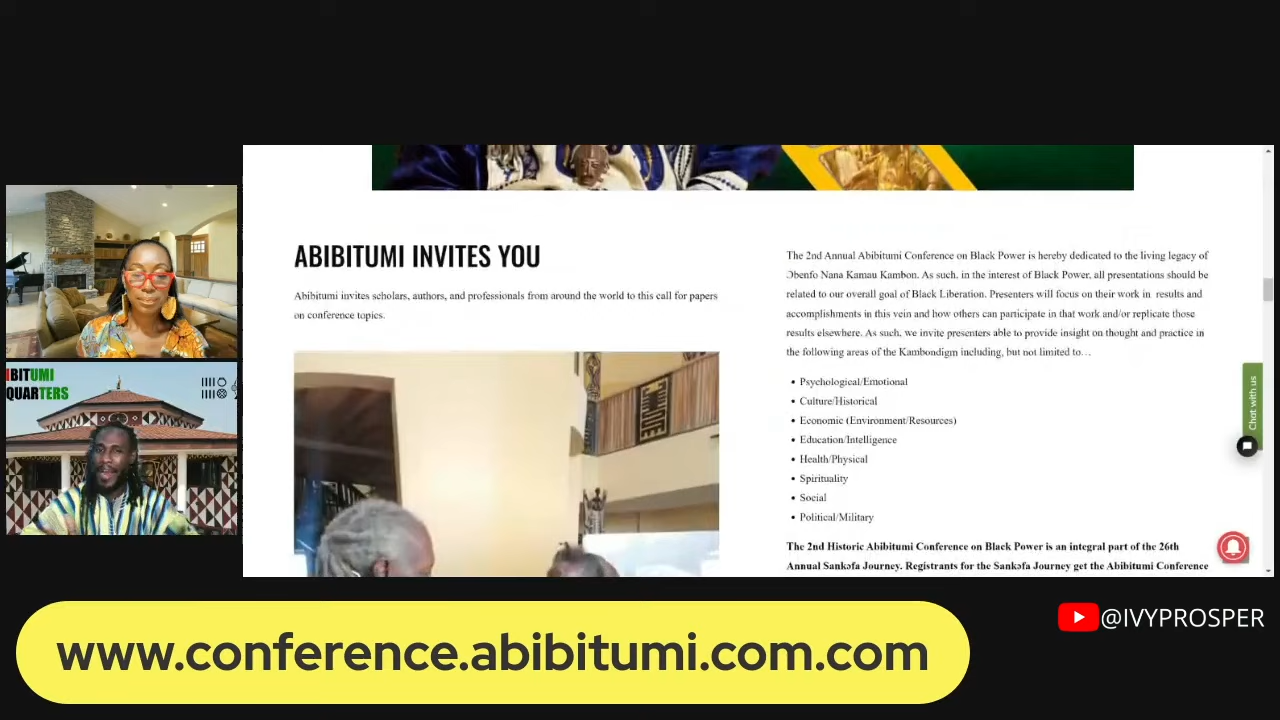 ABIBITUMI INVITES YOU
Abibitumi invites scholars, authors, and professionals from around the world to this call for papers
on conference topics.
The 2nd Annual Abibitumi Conference on Black Power is hereby dedicated to the living legacy of
Ɔbenfo Nana Kamau Kambon. As such, in the interest of Black Power, all presentations should be
related to our overall goal of Black Liberation. Presenters will focus on their work in results and
accomplishments in this vein and how others can participate in that work and/or replicate those
results elsewhere. As such, we invite presenters able to provide insight on thought and practice in
the following areas of the Kambondigm including, but not limited to…
• Psychological/Emotional
• Culture/Historical
• Economic (Environment/Resources)
• Education/Intelligence
• Health/Physical
• Spirituality
• Social
• Political/Military
The 2nd Historic Abibitumi Conference on Black Power is an integral part of the 26th
Annual Sankɔfa Journey. Registrants for the Sankɔfa Journey get the Abibitumi Conference
Chat with us
IBITUMI
QUARTERS
@IVYPROSPER
www.conference.abibitumi.com.com